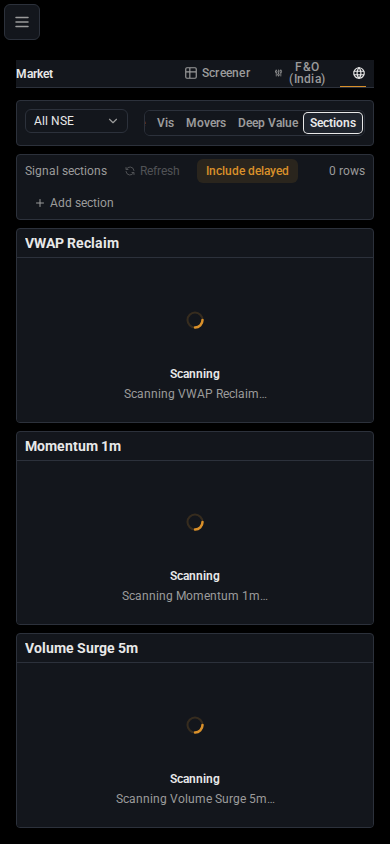 Market
Screener
F&O
(India)
All NSE
Vis
Movers
Deep Value
Sections
Signal sections
Refresh
Include delayed
0 rows
+ Add section
VWAP Reclaim
Scanning
Scanning VWAP Reclaim...
Momentum 1m
Scanning
Scanning Momentum 1m...
Volume Surge 5m
Scanning
Scanning Volume Surge 5m...